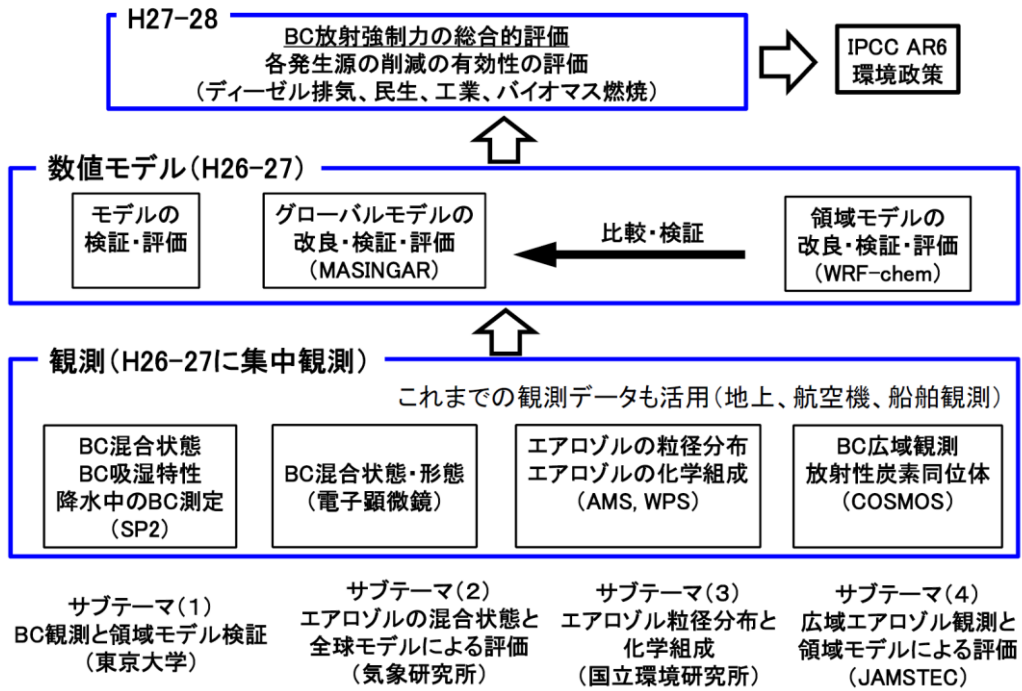 H27-28
BC放射強制力の総合的評価
各発生源の削減の有効性の評価
(ディーゼル排気、民生、工業、バイオマス燃焼)
IPCC AR6
環境政策
数値モデル(H26-27)
モデルの
検証・評価
グローバルモデルの
改良・検証・評価
(MASINGAR)
比較・検証
領域モデルの
改良・検証・評価
(WRF-chem)
観測(H26-27に集中観測)
これまでの観測データも活用(地上、航空機、船舶観測)
BC混合状態
BC吸湿特性
降水中のBC測定
(SP2)
BC混合状態・形態
(電子顕微鏡)
エアロゾルの粒径分布
エアロゾルの化学組成
(AMS, WPS)
BC広域観測
放射性炭素同位体
(COSMOS)
サブテーマ(1)
BC観測と領域モデル検証
(東京大学)
サブテーマ(2)
エアロゾルの混合状態と
全球モデルによる評価
(気象研究所)
サブテーマ(3)
エアロゾル粒径分布と
化学組成
(国立環境研究所)
サブテーマ(4)
広域エアロゾル観測と
領域モデルによる評価
(JAMSTEC)